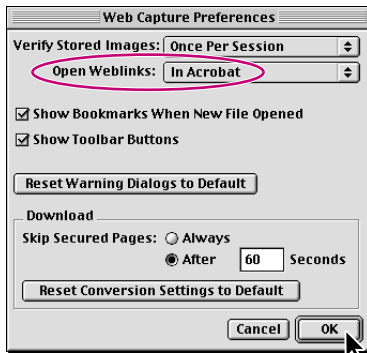 Web Capture Preferences
Verify Stored Images: Once Per Session
Open Weblinks: In Acrobat
Show Bookmarks When New File Opened
Show Toolbar Buttons
Reset Warning Dialogs to Default
Download
Skip Secured Pages: Always
After 60 Seconds
Reset Conversion Settings to Default
Cancel OK